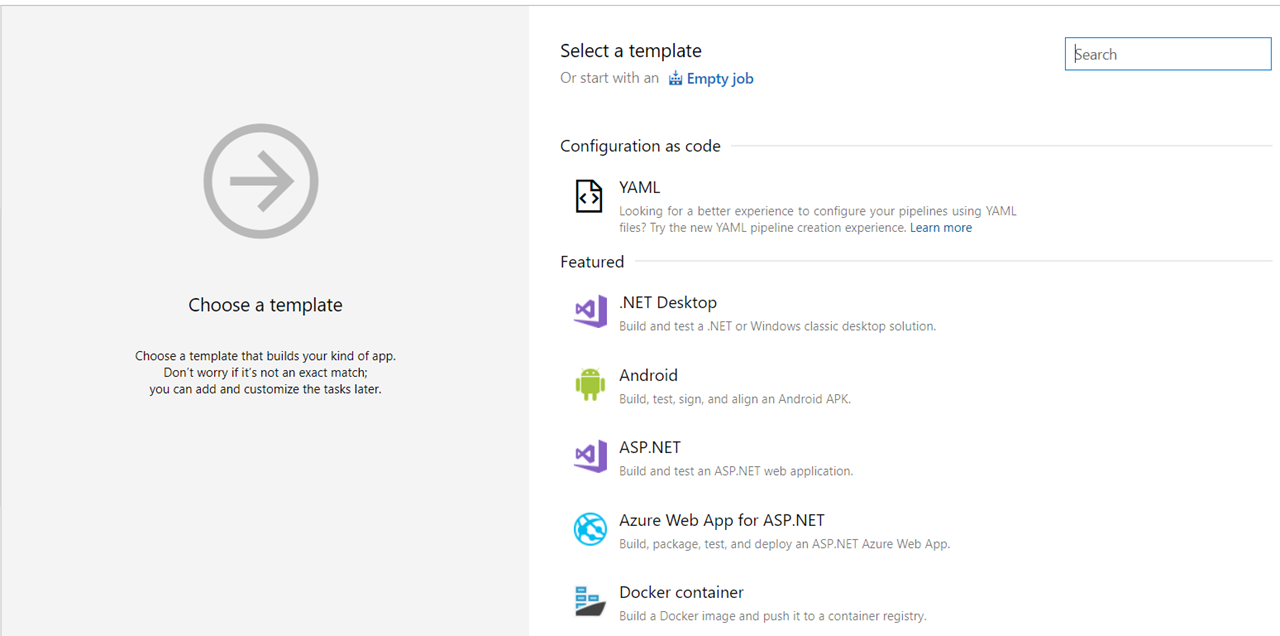 Choose a template
Choose a template that builds your kind of app.
Don't worry if it's not an exact match;
you can add and customize the tasks later.
Select a template
Search
Or start with an Empty job
Configuration as code
YAML
Looking for a better experience to configure your pipelines using YAML
files? Try the new YAML pipeline creation experience. Learn more
Featured
.NET Desktop
Build and test a .NET or Windows classic desktop solution.
Android
Build, test, sign, and align an Android APK.
ASP.NET
Build and test an ASP.NET web application.
Azure Web App for ASP.NET
Build, package, test, and deploy an ASP.NET Azure Web App.
Docker container
Build a Docker image and push it to a container registry.